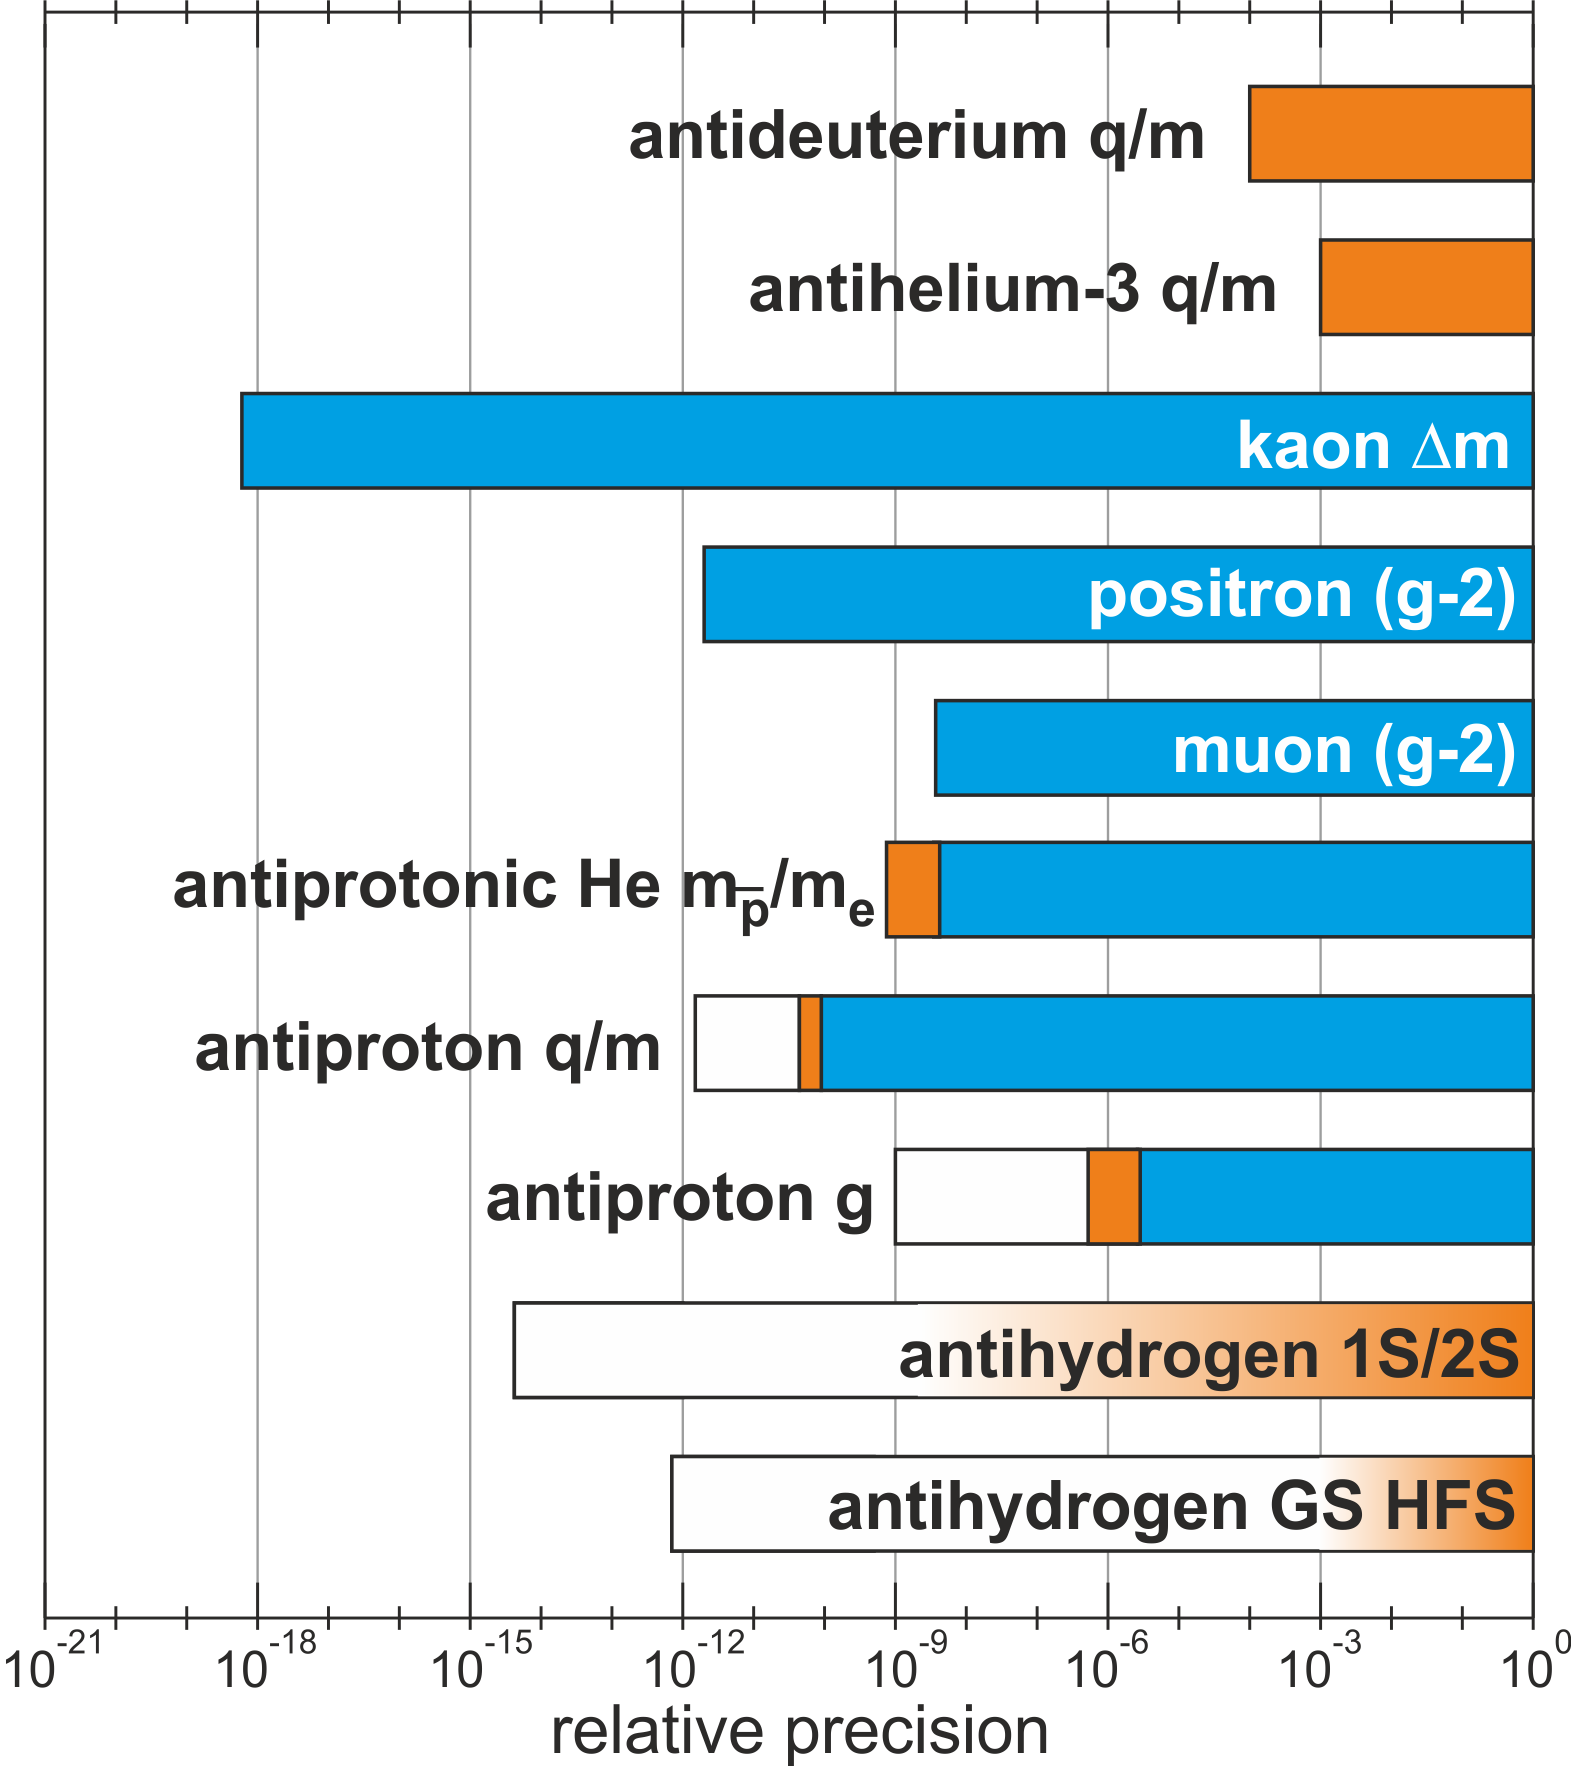 antideuterium q/m
antihelium-3 q/m
kaon Δm
positron (g-2)
muon (g-2)
antiprotonic He m_p̅/m_e
antiproton q/m
antiproton g
antihydrogen 1S/2S
antihydrogen GS HFS
10^-21 10^-18 10^-15 10^-12 10^-9 10^-6 10^-3 10^0
relative precision